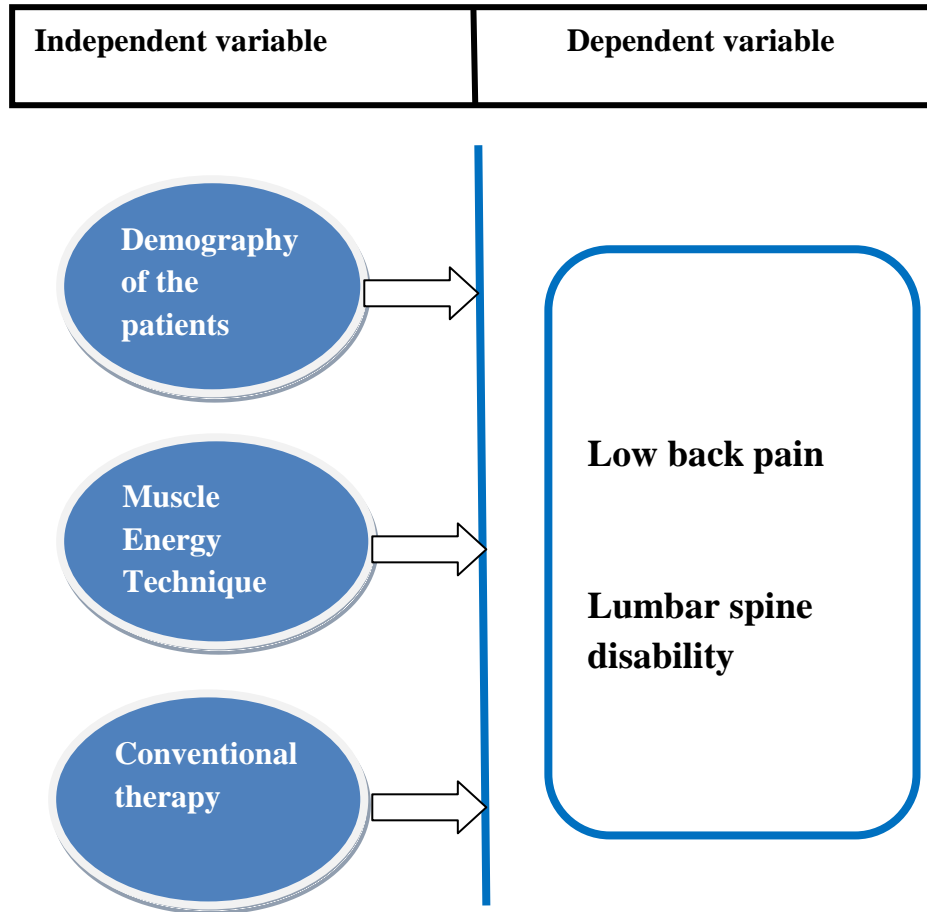 Independent variable
Dependent variable
Demography
of the
patients
Muscle
Energy
Technique
Conventional
therapy
Low back pain
Lumbar spine
disability